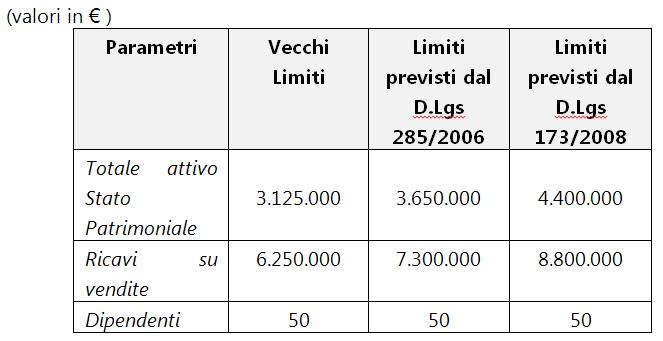 (valori in € )
Parametri
Vecchi
Limiti
Limiti
previsti dal
D.Lgs
285/2006
Limiti
previsti dal
D.Lgs
173/2008
Totale attivo
Stato
Patrimoniale
3.125.000
3.650.000
4.400.000
Ricavi su
vendite
6.250.000
7.300.000
8.800.000
Dipendenti
50
50
50